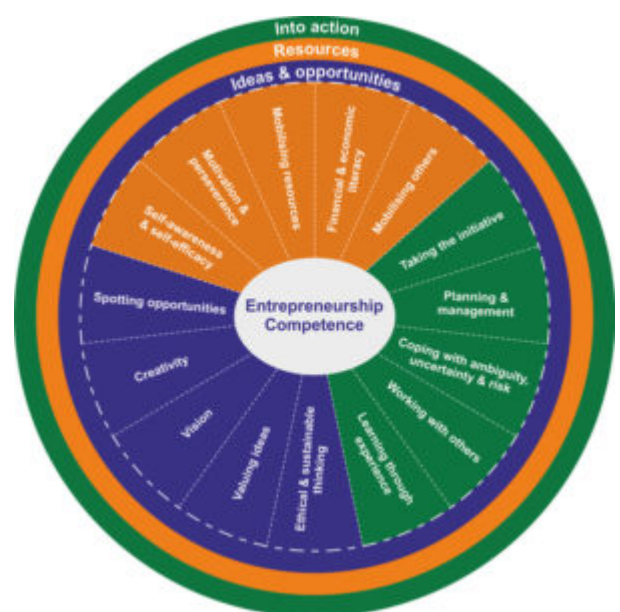 Into action
Resources
Ideas & opportunities
Self-awareness
& self-efficacy
Motivation &
perseverance
Mobilising resources
Financial & economic
literacy
Mobilising others
Taking the initiative
Planning &
management
Coping with ambiguity,
uncertainty & risk
Working with others
Learning through
experience
Ethical & sustainable
thinking
Valuing ideas
Vision
Creativity
Spotting opportunities
Entrepreneurship
Competence